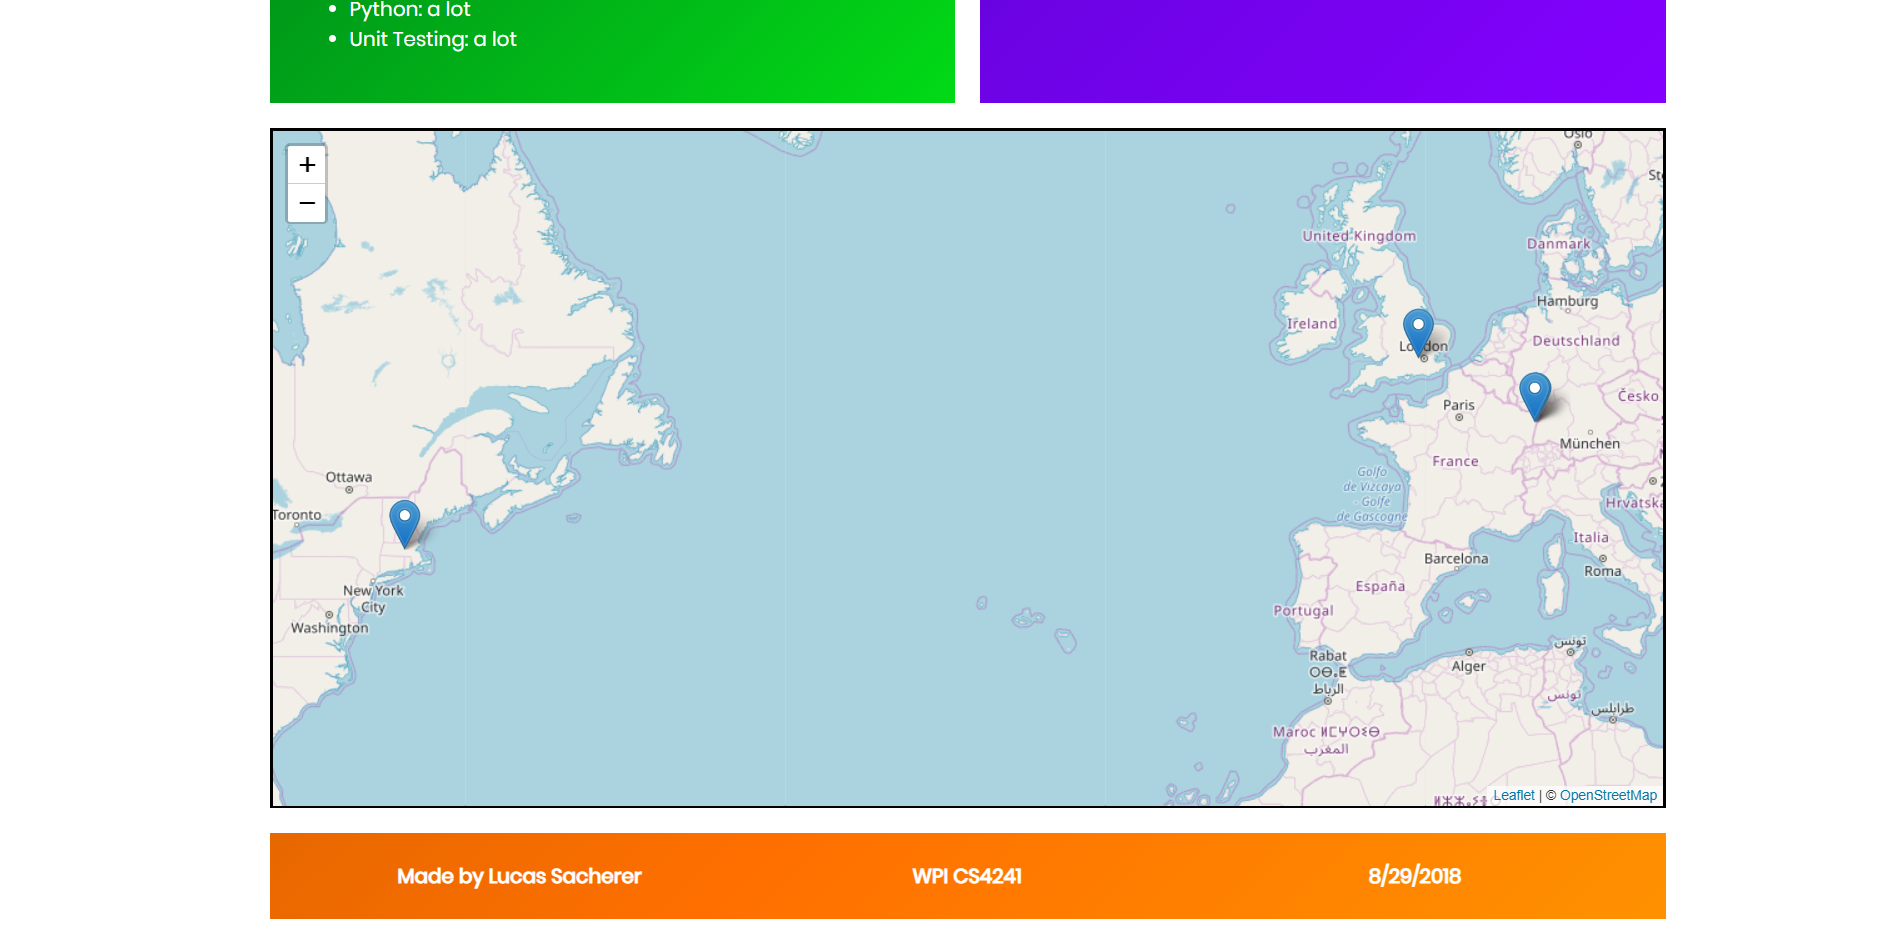 Python: a lot
Unit Testing: a lot
+
−
Oslo
United Kingdom
Danmark
Hamburg
Ireland
London
Deutschland
Paris
Česko
München
France
Golfo
de Vizcaya
- Golfe
de Gascogne
Hrvatska
Ottawa
Toronto
Italia
Barcelona
Roma
España
New York
City
Portugal
Washington
تونس
Rabat
ⵔⴱⴰⵟ
الرباط
Alger
تونس
طرابلس
Maroc ⵍⵎⵖⵔⵉⴱ
المغرب
Leaflet | © OpenStreetMap
Made by Lucas Sacherer
WPI CS4241
8/29/2018